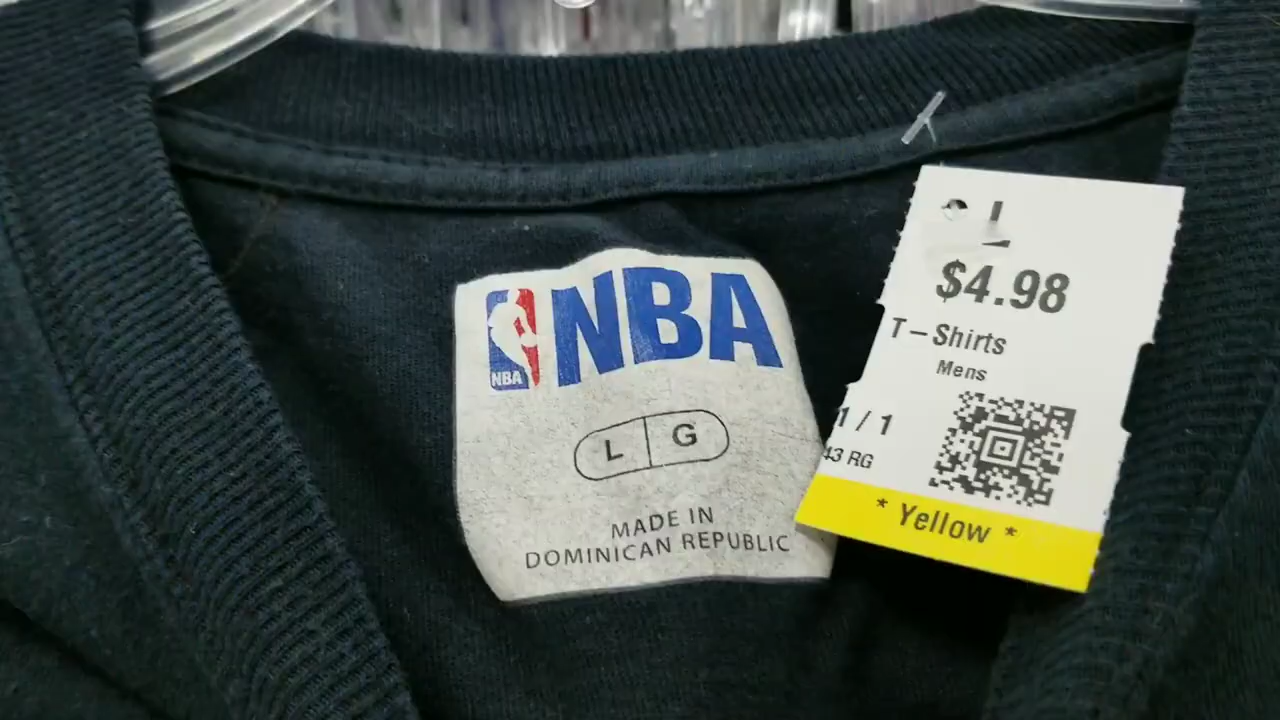 NBA
NBA
L G
MADE IN
DOMINICAN REPUBLIC
L
$4.98
T-Shirts
Mens
1/1
43 RG
* Yellow *